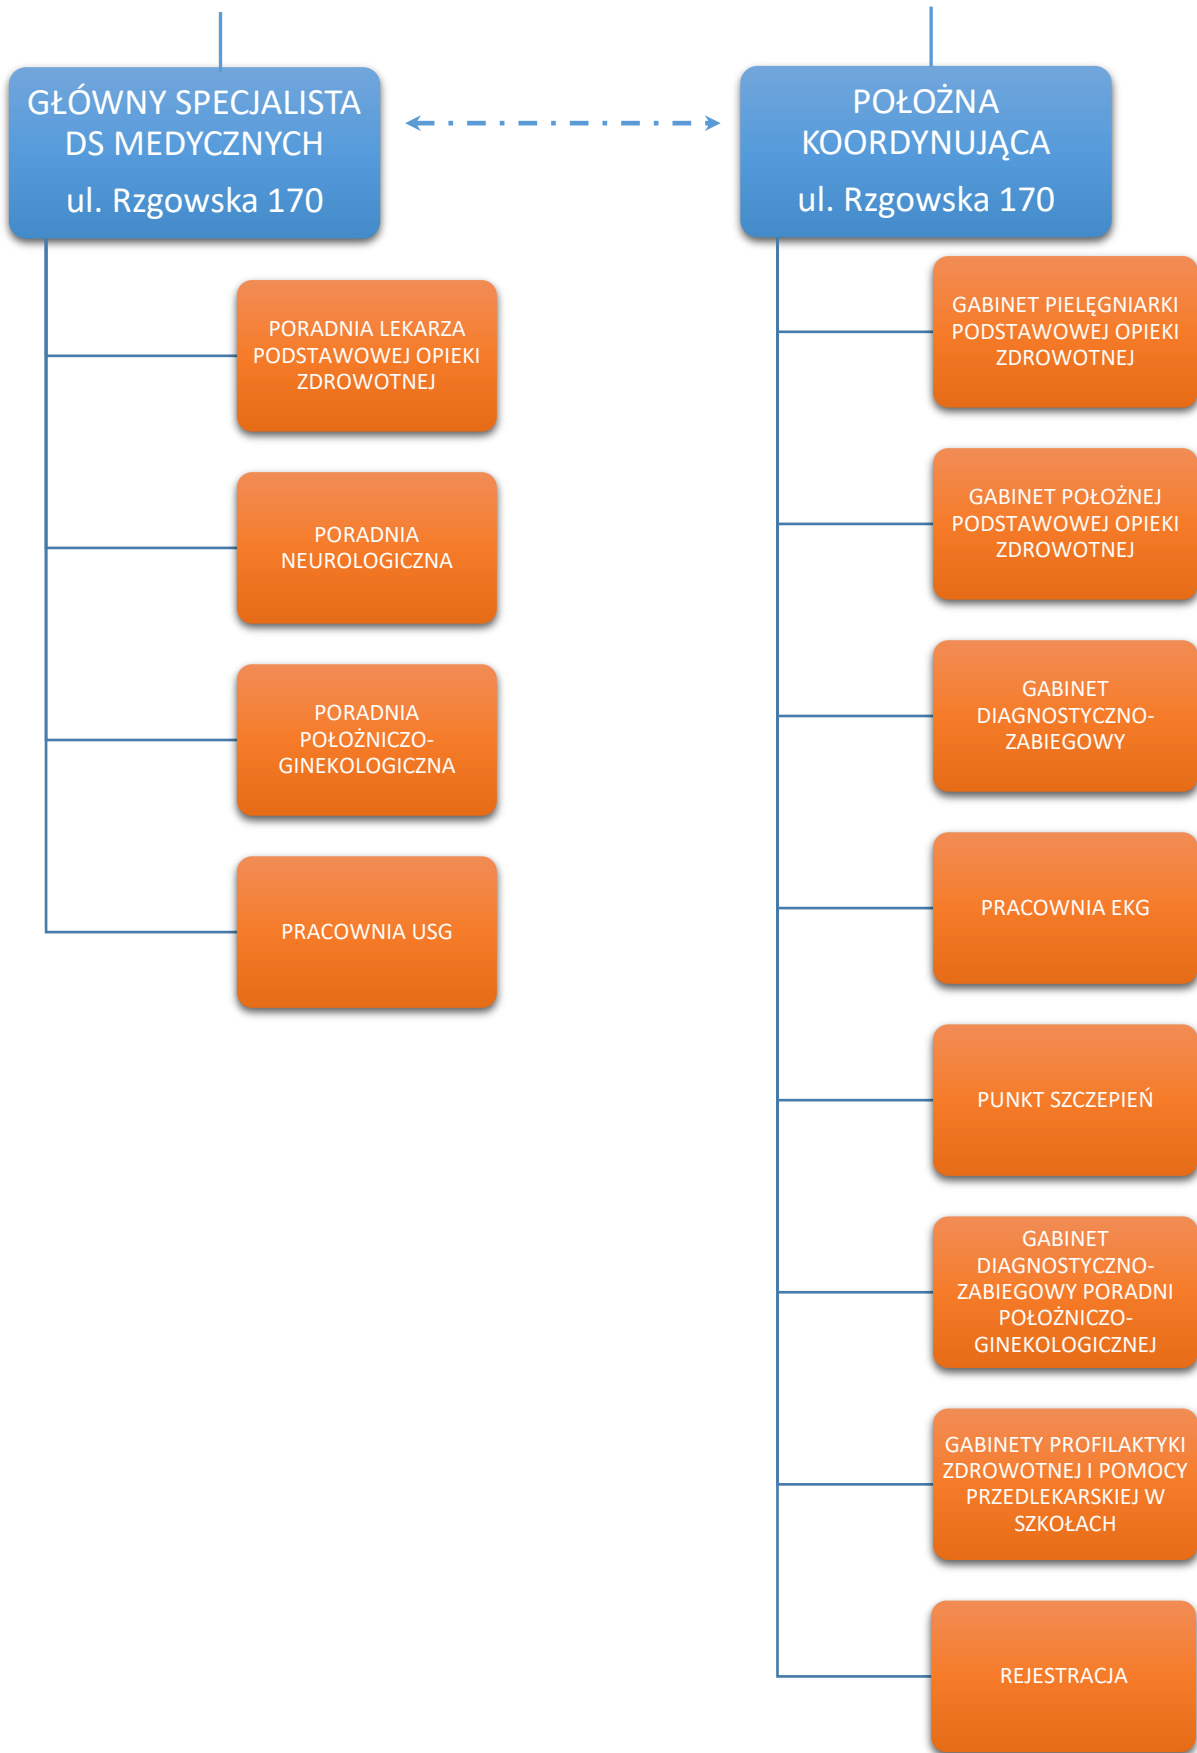 GŁÓWNY SPECJALISTA
DS MEDYCZNYCH
ul. Rzgowska 170
PORADNIA LEKARZA
PODSTAWOWEJ OPIEKI
ZDROWOTNEJ
PORADNIA
NEUROLOGICZNA
PORADNIA
POŁOŻNICZO-
GINEKOLOGICZNA
PRACOWNIA USG
POŁOŻNA
KOORDYNUJĄCA
ul. Rzgowska 170
GABINET PIELĘGNIARKI
PODSTAWOWEJ OPIEKI
ZDROWOTNEJ
GABINET POŁOŻNEJ
PODSTAWOWEJ OPIEKI
ZDROWOTNEJ
GABINET
DIAGNOSTYCZNO-
ZABIEGOWY
PRACOWNIA EKG
PUNKT SZCZEPIEŃ
GABINET
DIAGNOSTYCZNO-
ZABIEGOWY PORADNI
POŁOŻNICZO-
GINEKOLOGICZNEJ
GABINETY PROFILAKTYKI
ZDROWOTNEJ I POMOCY
PRZEDLEKARSKIEJ W
SZKOŁACH
REJESTRACJA